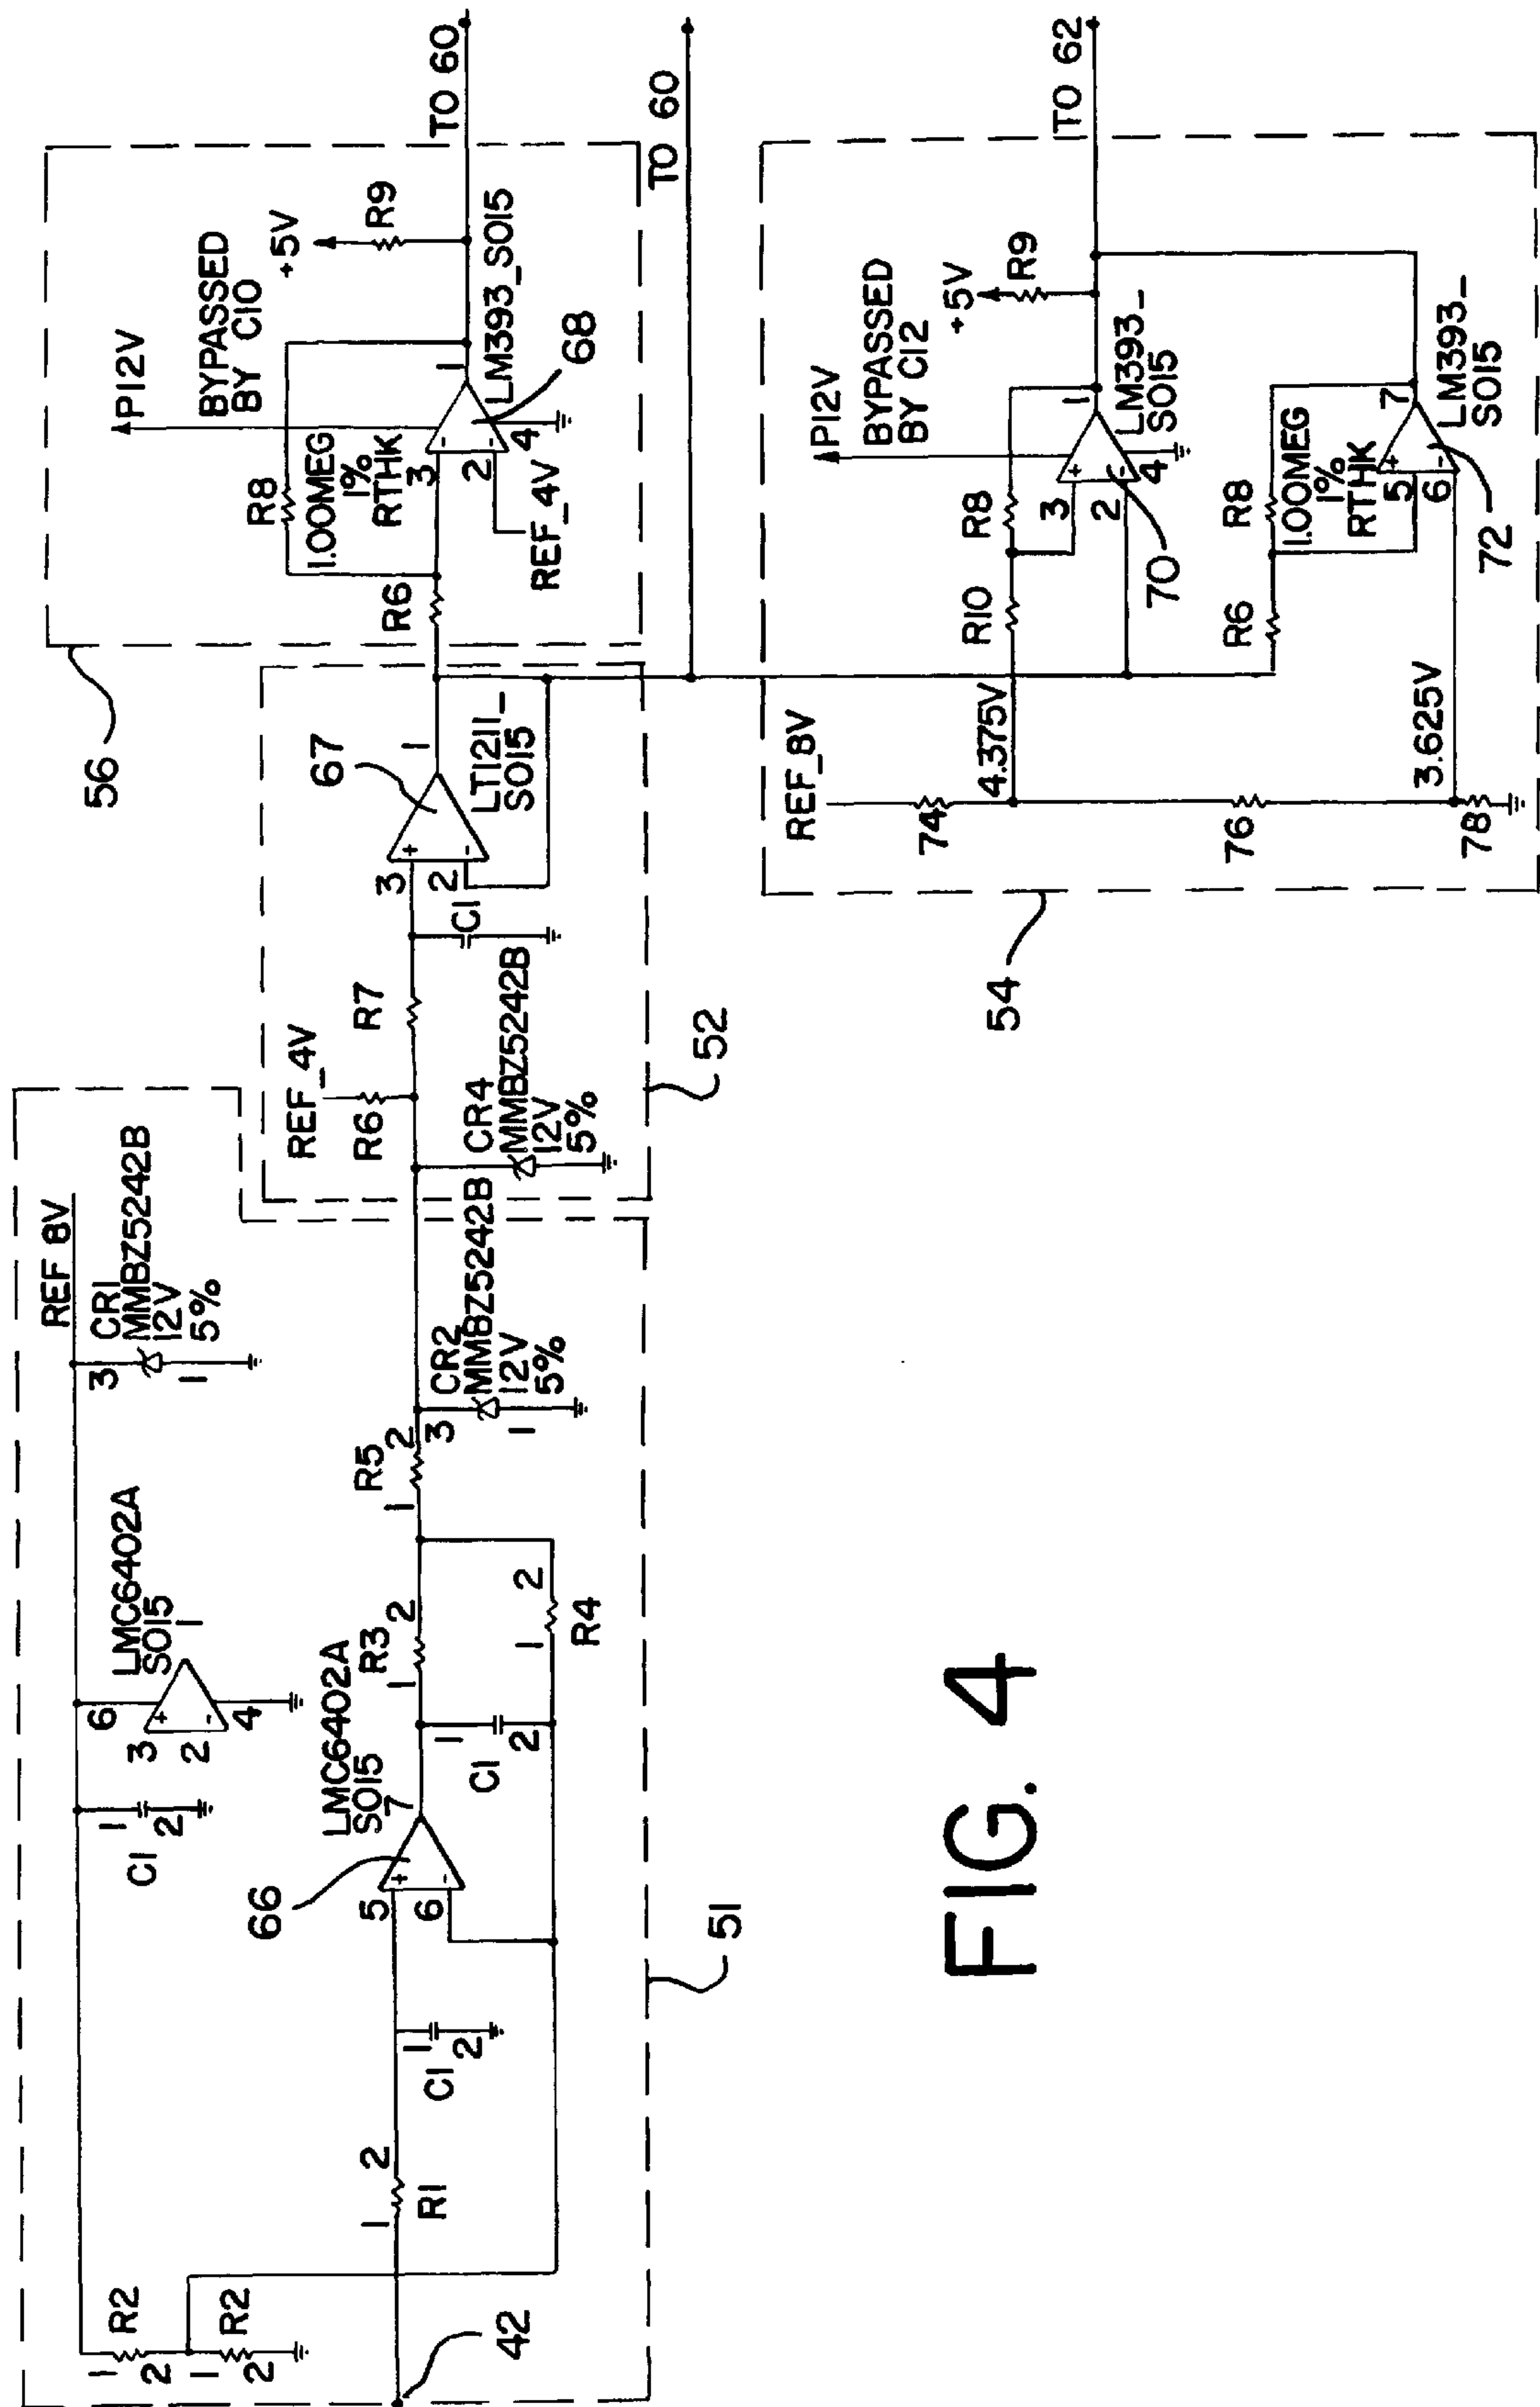 REF 8V
1
R2
2
1
R2
2
1
C1
2
LMC6402A
SO15
6
3
+
2
-
4
1
3
CR1
MMBZ5242B
12V
5%
1
42
1
R1
2
1
C1
2
66
5
+
6
-
7
LMC6402A
SO15
1
C1
2
1
R3
2
1
R4
2
1
R5
2
3
CR2
MMBZ5242B
12V
5%
1
51
REF_4V
R6
CR4
MMBZ5242B
12V
5%
R7
C1
3
+
2
-
67
1
LT1211_
SO15
52
56
R6
R8
1.00MEG
1%
RTHK
3
-
2
-
4
REF_4V
P12V
BYPASSED
BY C10
1
LM393_SO15
68
+5V
R9
TO 60
TO 60
54
REF_8V
74
4.375V
76
3.625V
78
R10
R8
3
+
2
-
4
70
P12V
BYPASSED
BY C12
1
LM393_
SO15
+5V
R9
TO 62
R6
R8
1.00MEG
1%
RTHK
5
+
6
-
7
72
LM393_
SO15
FIG. 4